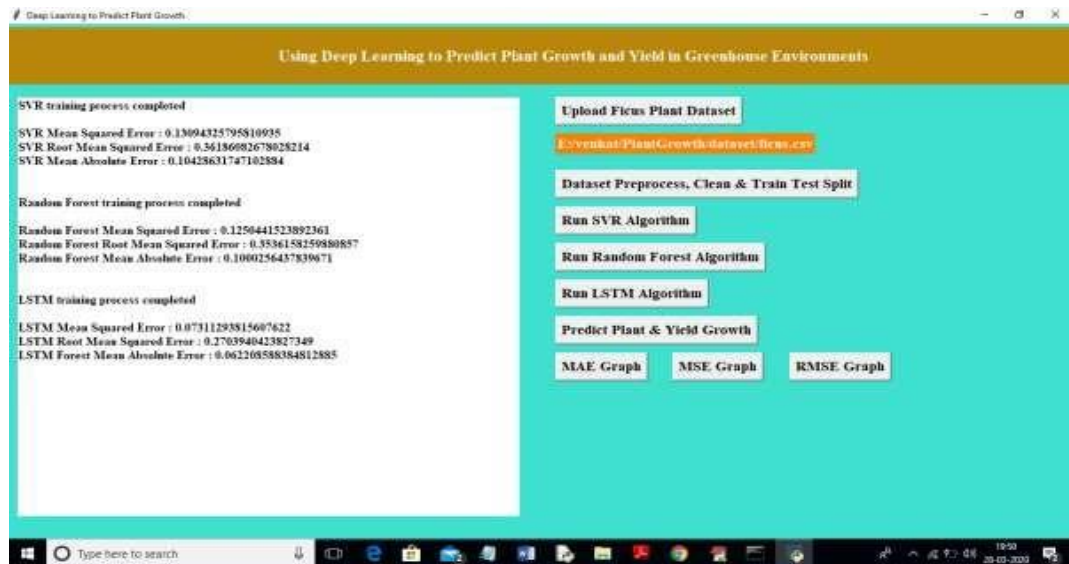 Deep Learning to Predict Plant Growth
Using Deep Learning to Predict Plant Growth and Yield in Greenhouse Environments
SVR training process completed
SVR Mean Squared Error : 0.13094325795810935
SVR Root Mean Squared Error : 0.36186082678028214
SVR Mean Absolute Error : 0.10428631747102884
Random Forest training process completed
Random Forest Mean Squared Error : 0.1250441523892361
Random Forest Root Mean Squared Error : 0.3536158259880857
Random Forest Mean Absolute Error : 0.1000256437839671
LSTM training process completed
LSTM Mean Squared Error : 0.07311293815607622
LSTM Root Mean Squared Error : 0.2703940423827349
LSTM Forest Mean Absolute Error : 0.062208588384812885
Upload Ficus Plant Dataset
E:/venkat/PlantGrowth/dataset/ficus.csv
Dataset Preprocess, Clean & Train Test Split
Run SVR Algorithm
Run Random Forest Algorithm
Run LSTM Algorithm
Predict Plant & Yield Growth
MAE Graph MSE Graph RMSE Graph
Type here to search
19:50
20-03-2020